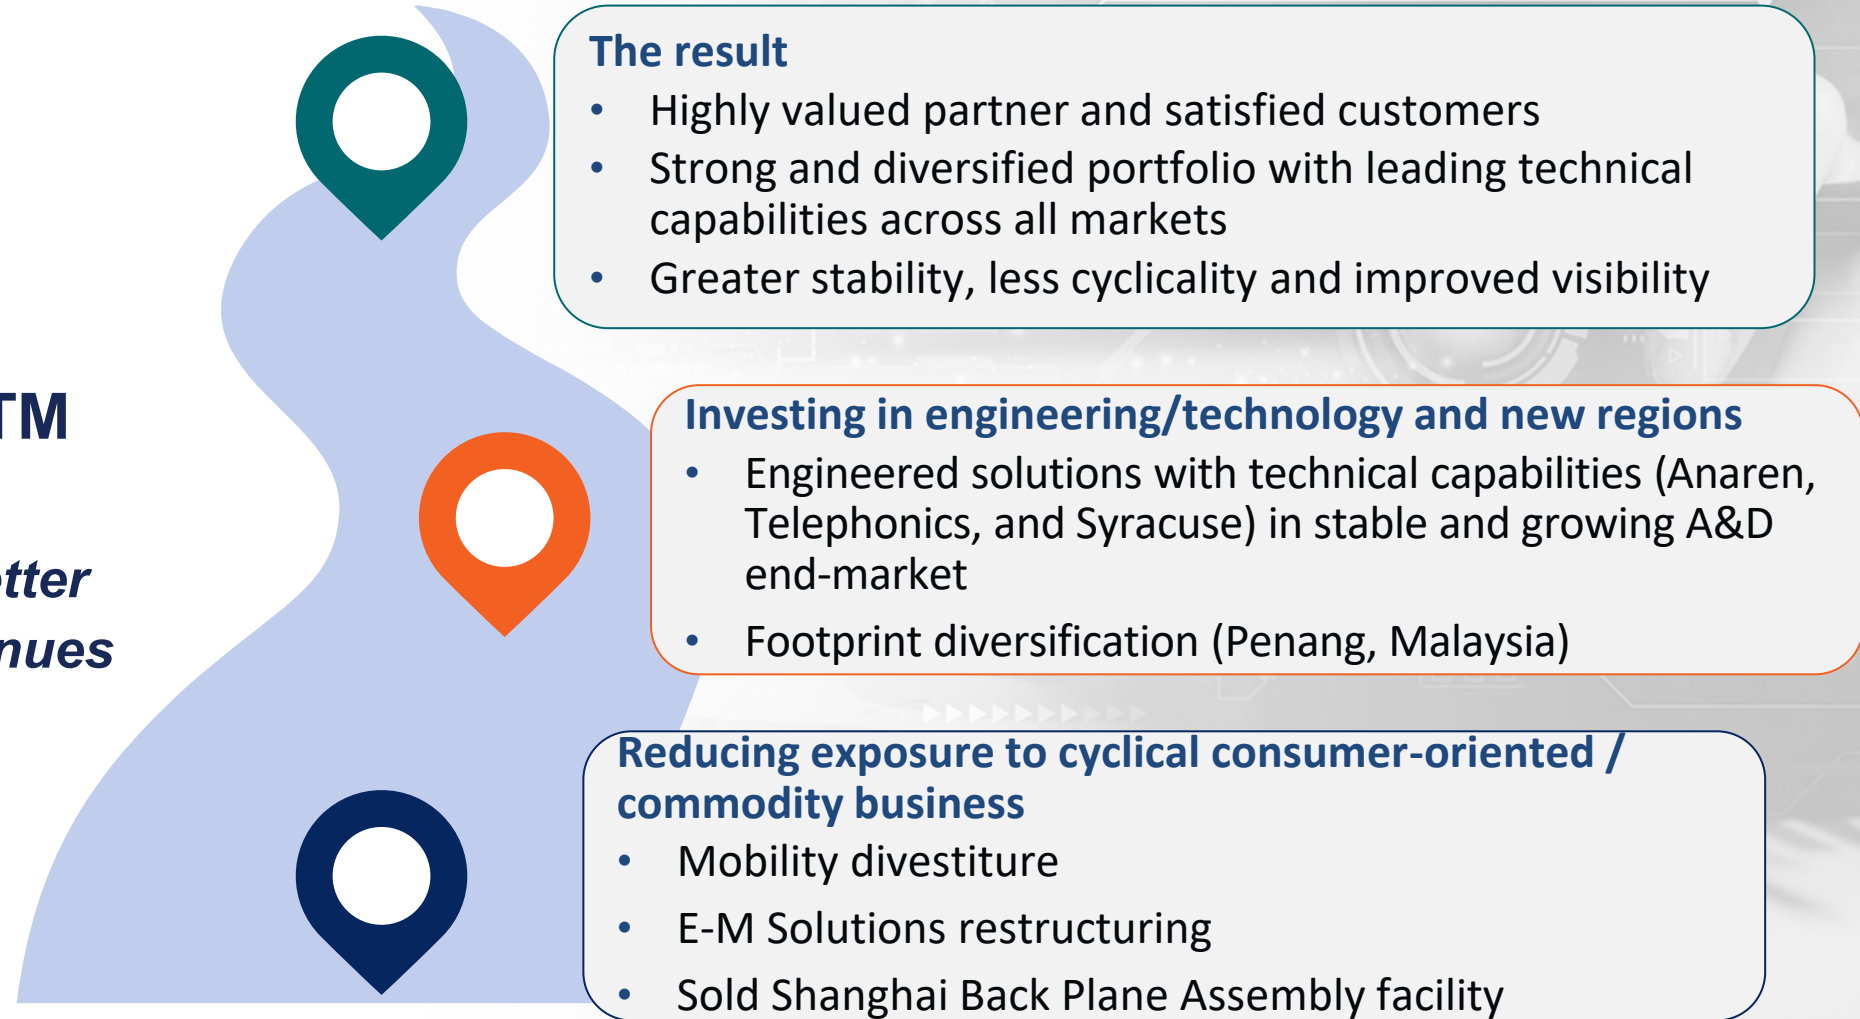 The result
• Highly valued partner and satisfied customers
• Strong and diversified portfolio with leading technical
capabilities across all markets
• Greater stability, less cyclicality and improved visibility
TM
Investing in engineering/technology and new regions
• Engineered solutions with technical capabilities (Anaren,
Telephonics, and Syracuse) in stable and growing A&D
end-market
• Footprint diversification (Penang, Malaysia)
tter
nues
Reducing exposure to cyclical consumer-oriented /
commodity business
• Mobility divestiture
• E-M Solutions restructuring
• Sold Shanghai Back Plane Assembly facility